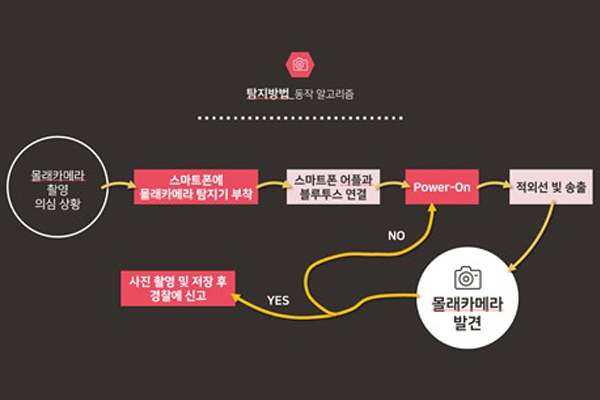 탐지방법_동작 알고리즘
몰래카메라
촬영
의심 상황
스마트폰에
몰래카메라 탐지기 부착
스마트폰 어플과
블루투스 연결
Power-On
적외선 빛 송출
NO
YES
사진 촬영 및 저장 후
경찰에 신고
몰래카메라
발견